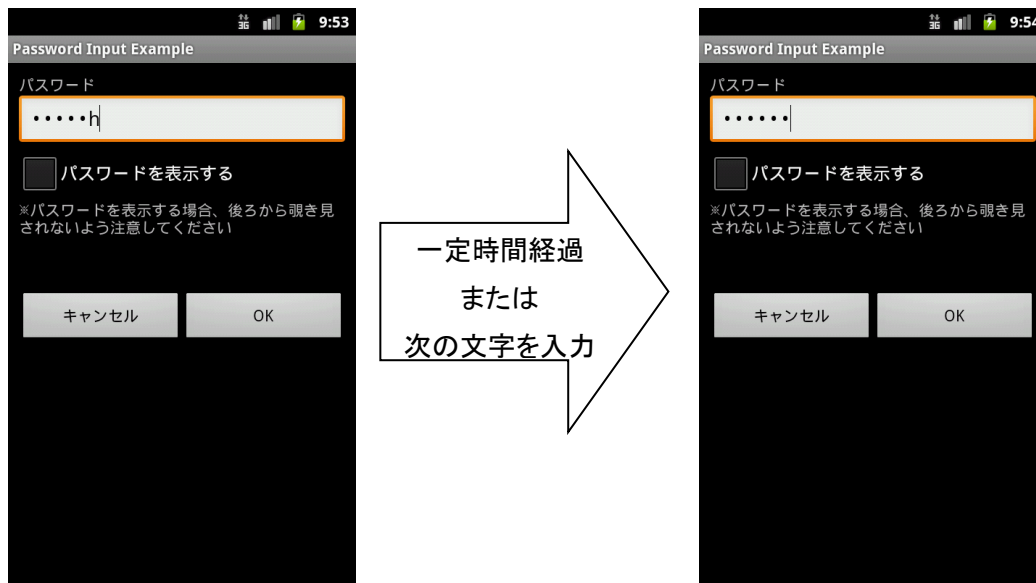 3G 9:53
Password Input Example
パスワード
•••••h
パスワードを表示する
※パスワードを表示する場合、後ろから覗き見
されないよう注意してください
キャンセル OK
一定時間経過
または
次の文字を入力
3G 9:54
Password Input Example
パスワード
••••••
パスワードを表示する
※パスワードを表示する場合、後ろから覗き見
されないよう注意してください
キャンセル OK